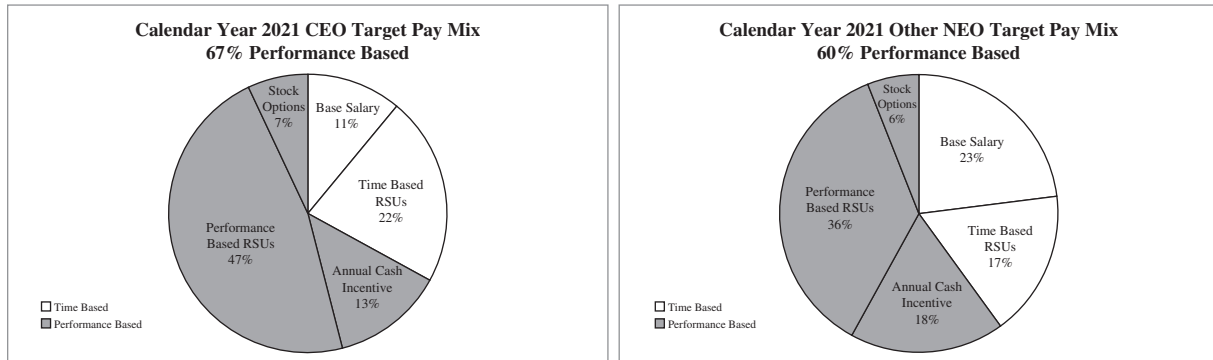 Calendar Year 2021 CEO Target Pay Mix
67% Performance Based
Stock
Options
7%
Base Salary
11%
Time Based
RSUs
22%
Performance
Based RSUs
47%
Annual Cash
Incentive
13%
Time Based
Performance Based
Calendar Year 2021 Other NEO Target Pay Mix
60% Performance Based
Stock
Options
6%
Base Salary
23%
Performance
Based RSUs
36%
Time Based
RSUs
17%
Annual Cash
Incentive
18%
Time Based
Performance Based